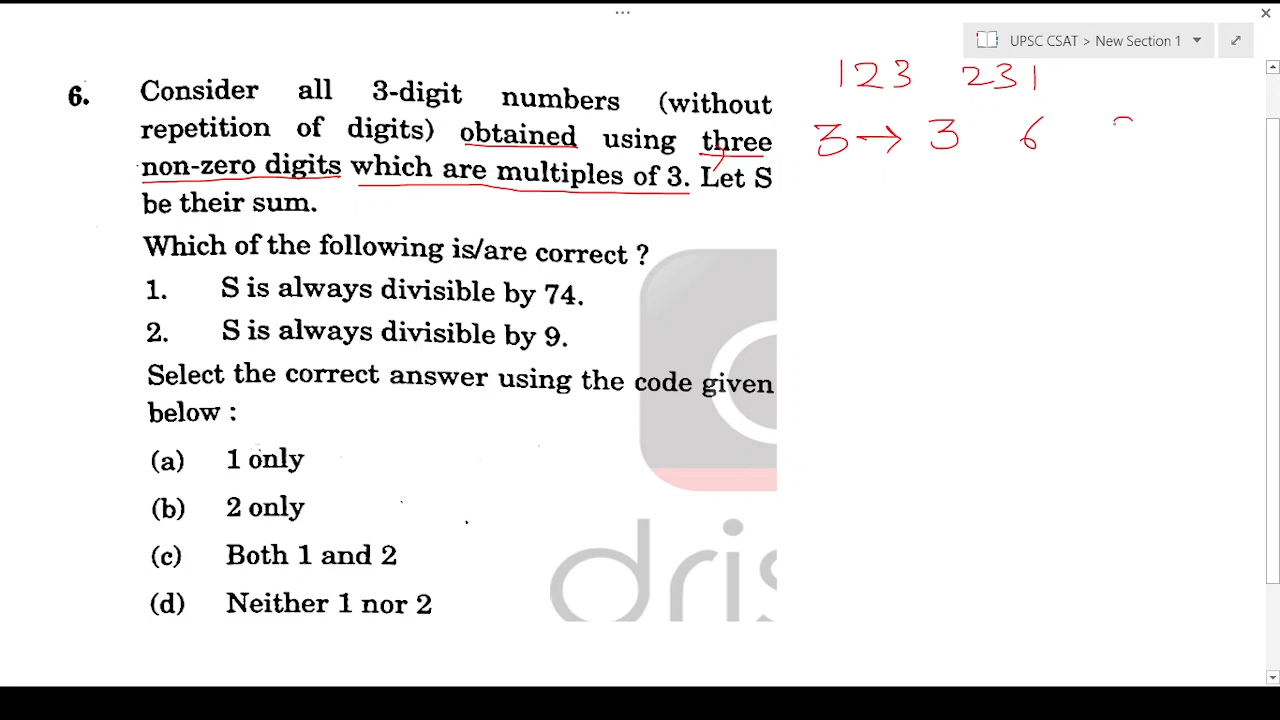 UPSC CSAT > New Section 1
123 231
6. Consider all 3-digit numbers (without
repetition of digits) obtained using three
3 → 3 6
non-zero digits which are multiples of 3. Let S
be their sum.
Which of the following is/are correct ?
1. S is always divisible by 74.
2. S is always divisible by 9.
Select the correct answer using the code given
below :
(a) 1 only
(b) 2 only
(c) Both 1 and 2
(d) Neither 1 nor 2
dris